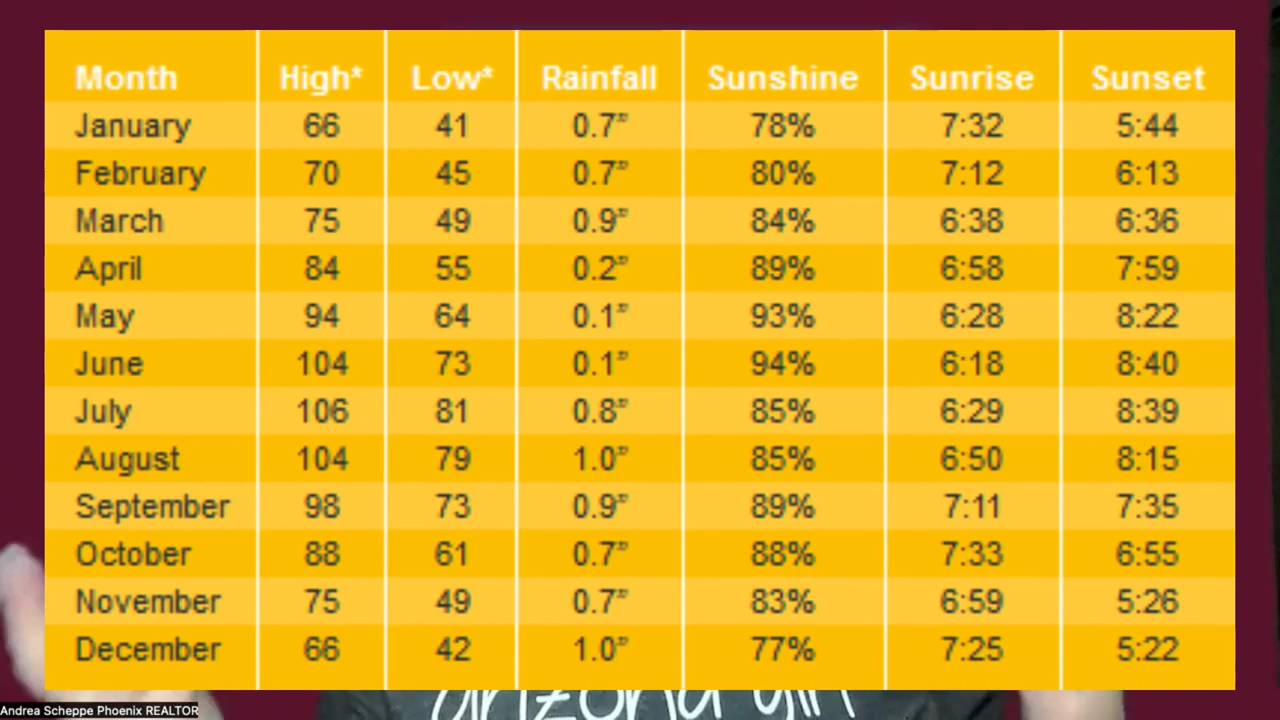 Month High* Low* Rainfall Sunshine Sunrise Sunset
January 66 41 0.7” 78% 7:32 5:44
February 70 45 0.7” 80% 7:12 6:13
March 75 49 0.9” 84% 6:38 6:36
April 84 55 0.2” 89% 6:58 7:59
May 94 64 0.1” 93% 6:28 8:22
June 104 73 0.1” 94% 6:18 8:40
July 106 81 0.8” 85% 6:29 8:39
August 104 79 1.0” 85% 6:50 8:15
September 98 73 0.9” 89% 7:11 7:35
October 88 61 0.7” 88% 7:33 6:55
November 75 49 0.7” 83% 6:59 5:26
December 66 42 1.0” 77% 7:25 5:22
arizona girl
Andrea Scheppe Phoenix REALTOR